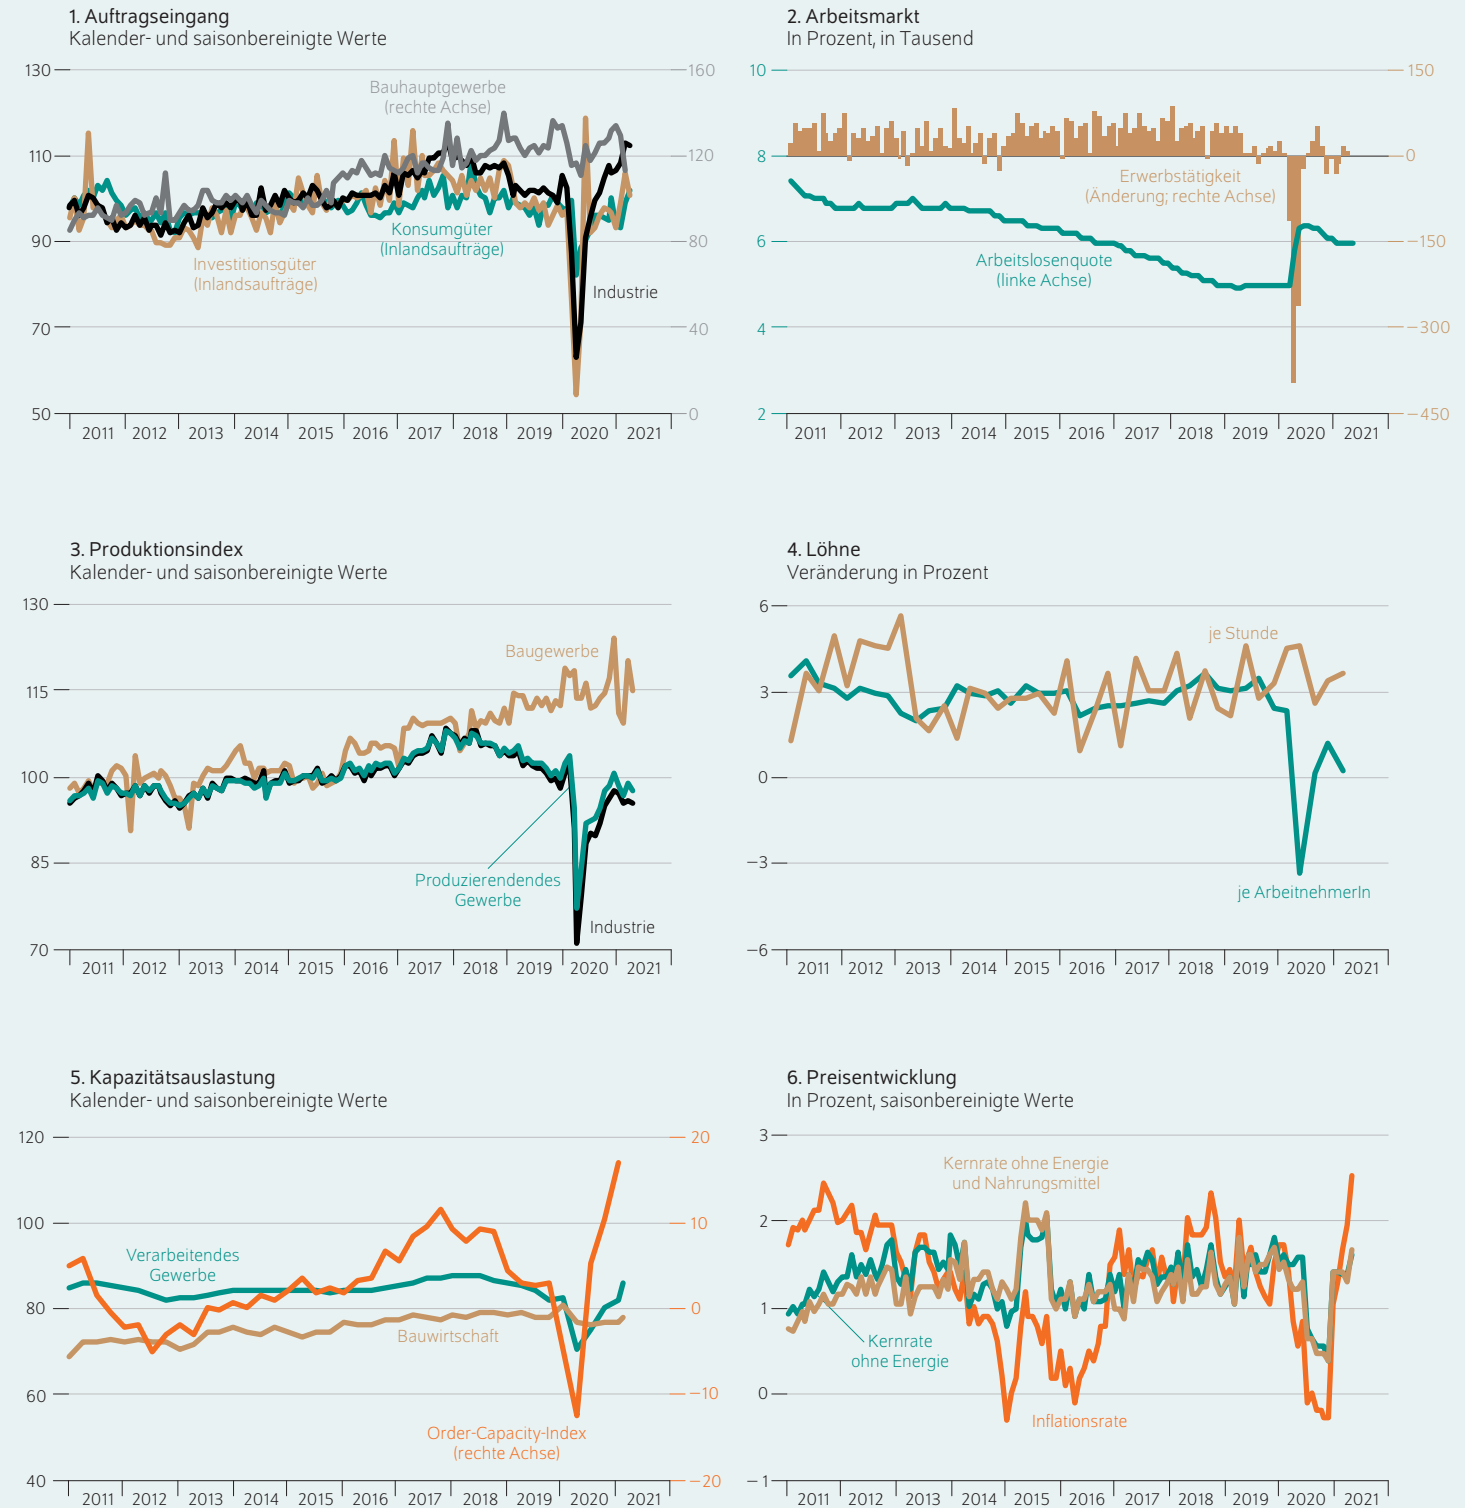 1. Auftragseingang
Kalender- und saisonbereinigte Werte
130
110
90
70
50
160
120
80
40
0
Bauhauptgewerbe
(rechte Achse)
Konsumgüter
(Inlandsaufträge)
Investitionsgüter
(Inlandsaufträge)
Industrie
2011 2012 2013 2014 2015 2016 2017 2018 2019 2020 2021
2. Arbeitsmarkt
In Prozent, in Tausend
10
8
6
4
2
150
0
−150
−300
−450
Erwerbstätigkeit
(Änderung; rechte Achse)
Arbeitslosenquote
(linke Achse)
2011 2012 2013 2014 2015 2016 2017 2018 2019 2020 2021
3. Produktionsindex
Kalender- und saisonbereinigte Werte
130
115
100
85
70
Baugewerbe
Produzierendendes
Gewerbe
Industrie
2011 2012 2013 2014 2015 2016 2017 2018 2019 2020 2021
4. Löhne
Veränderung in Prozent
6
3
0
−3
−6
je Stunde
je ArbeitnehmerIn
2011 2012 2013 2014 2015 2016 2017 2018 2019 2020 2021
5. Kapazitätsauslastung
Kalender- und saisonbereinigte Werte
120
100
80
60
40
20
10
0
−10
−20
Verarbeitendes
Gewerbe
Bauwirtschaft
Order-Capacity-Index
(rechte Achse)
2011 2012 2013 2014 2015 2016 2017 2018 2019 2020 2021
6. Preisentwicklung
In Prozent, saisonbereinigte Werte
3
2
1
0
−1
Kernrate ohne Energie
und Nahrungsmittel
Kernrate
ohne Energie
Inflationsrate
2011 2012 2013 2014 2015 2016 2017 2018 2019 2020 2021